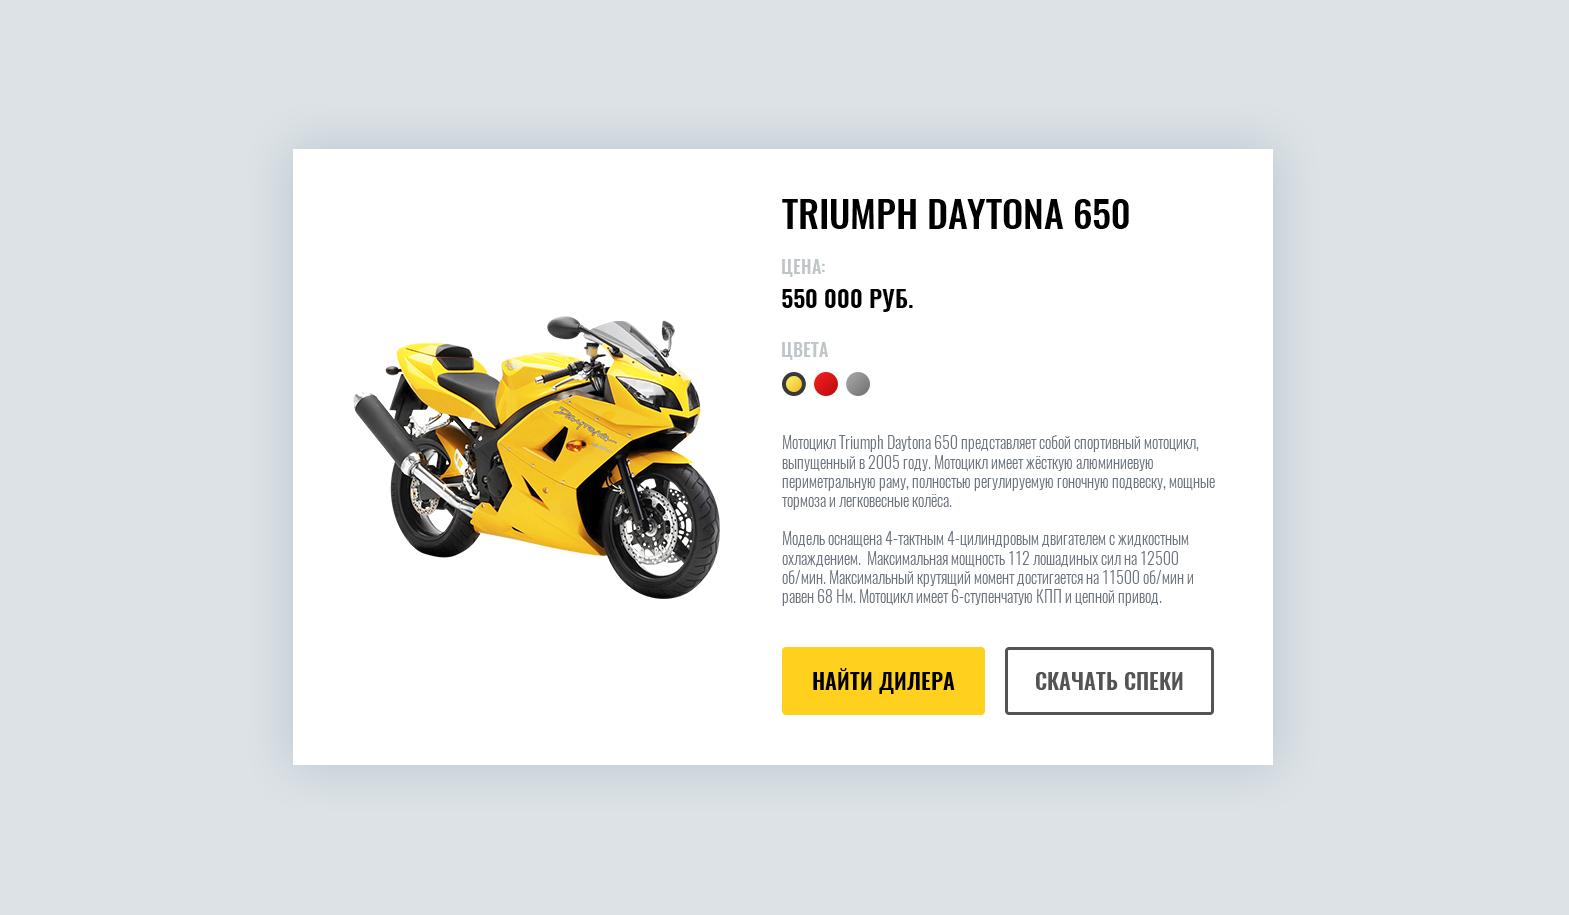 TRIUMPH DAYTONA 650
ЦЕНА:
550 000 РУБ.
ЦВЕТА
Daytona
Мотоцикл Triumph Daytona 650 представляет собой спортивный мотоцикл,
выпущенный в 2005 году. Мотоцикл имеет жёсткую алюминиевую
периметральную раму, полностью регулируемую гоночную подвеску, мощные
тормоза и легковесные колёса.
Модель оснащена 4-тактным 4-цилиндровым двигателем с жидкостным
охлаждением.  Максимальная мощность 112 лошадиных сил на 12500
об/мин. Максимальный крутящий момент достигается на 11500 об/мин и
равен 68 Нм. Мотоцикл имеет 6-ступенчатую КПП и цепной привод.
НАЙТИ ДИЛЕРА
СКАЧАТЬ СПЕКИ